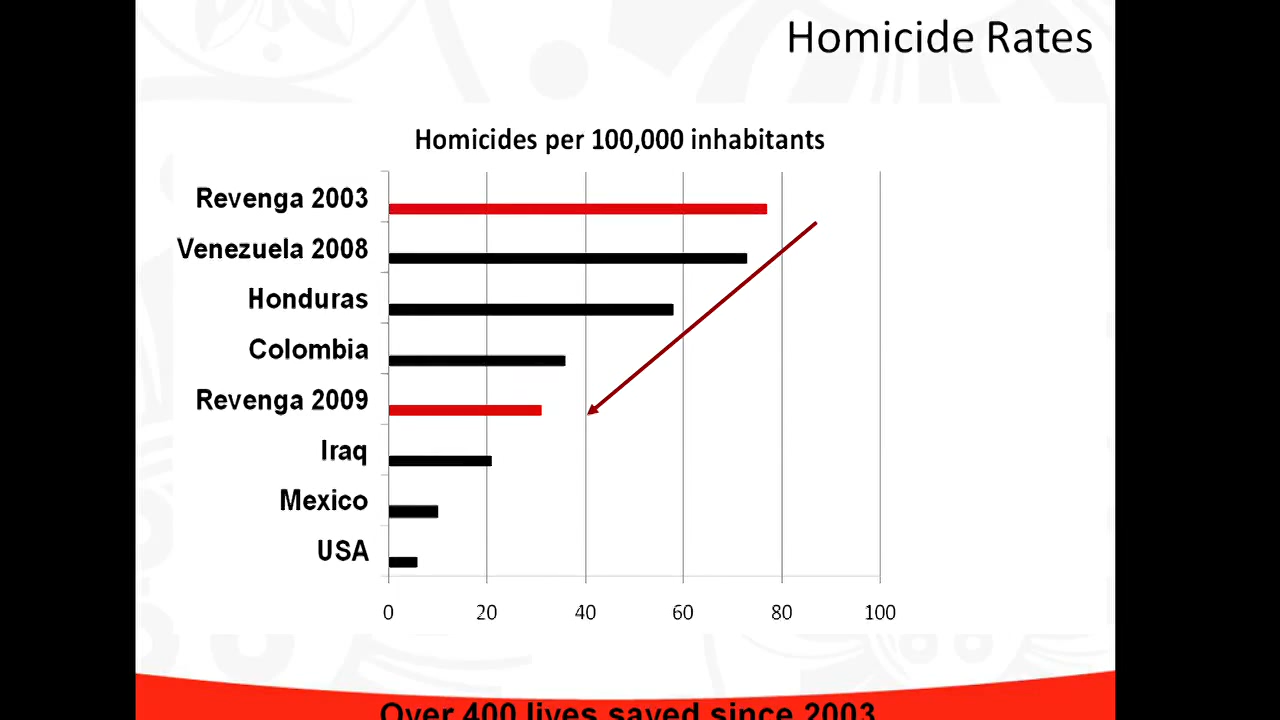 Homicide Rates
Homicides per 100,000 inhabitants
Revenga 2003
Venezuela 2008
Honduras
Colombia
Revenga 2009
Iraq
Mexico
USA
0 20 40 60 80 100
Over 400 lives saved since 2003